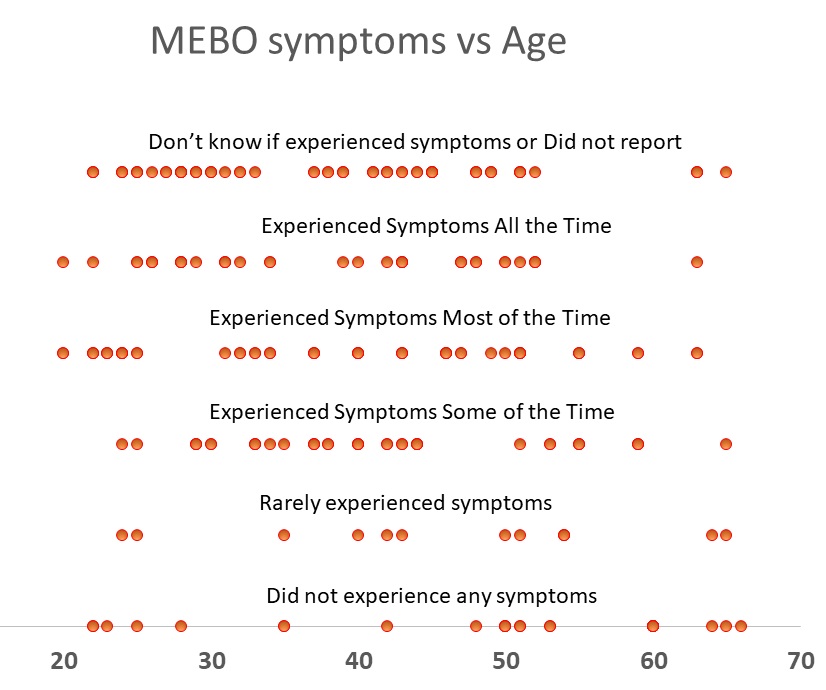 MEBO symptoms vs Age
Don’t know if experienced symptoms or Did not report
Experienced Symptoms All the Time
Experienced Symptoms Most of the Time
Experienced Symptoms Some of the Time
Rarely experienced symptoms
Did not experience any symptoms
20 30 40 50 60 70